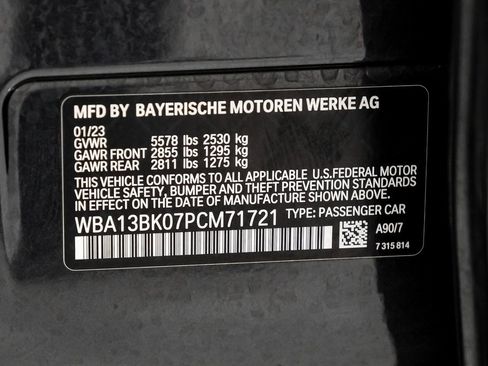 MFD BY BAYERISCHE MOTOREN WERKE AG
01/23
GVWR 5578 lbs 2530 kg
GAWR FRONT 2855 lbs 1295 kg
GAWR REAR 2811 lbs 1275 kg
THIS VEHICLE CONFORMS TO ALL APPLICABLE U.S.FEDERAL MOTOR
VEHICLE SAFETY, BUMPER AND THEFT PREVENTION STANDARDS
IN EFFECT ON THE DATE OF MANUFACTURE SHOWN ABOVE.
WBA13BK07PCM71721 TYPE: PASSENGER CAR
A90/7
7 315 814